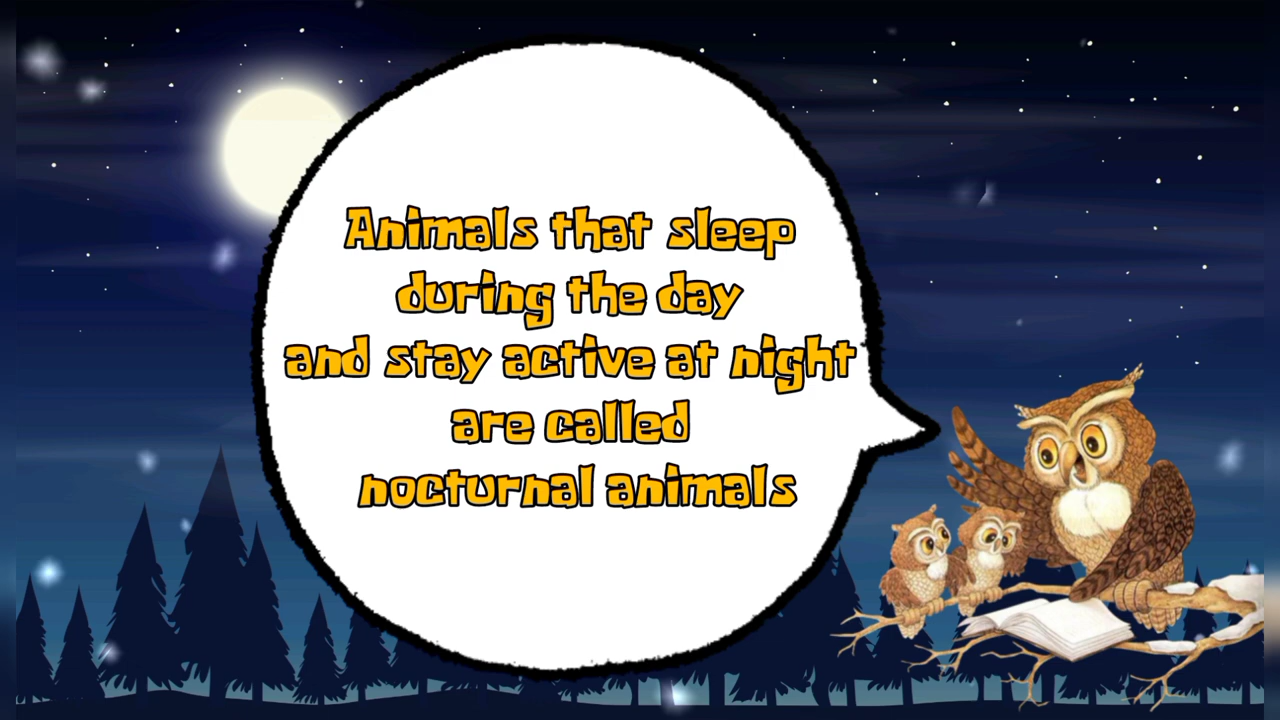 Animals that sleep
during the day
and stay active at night
are called
nocturnal animals